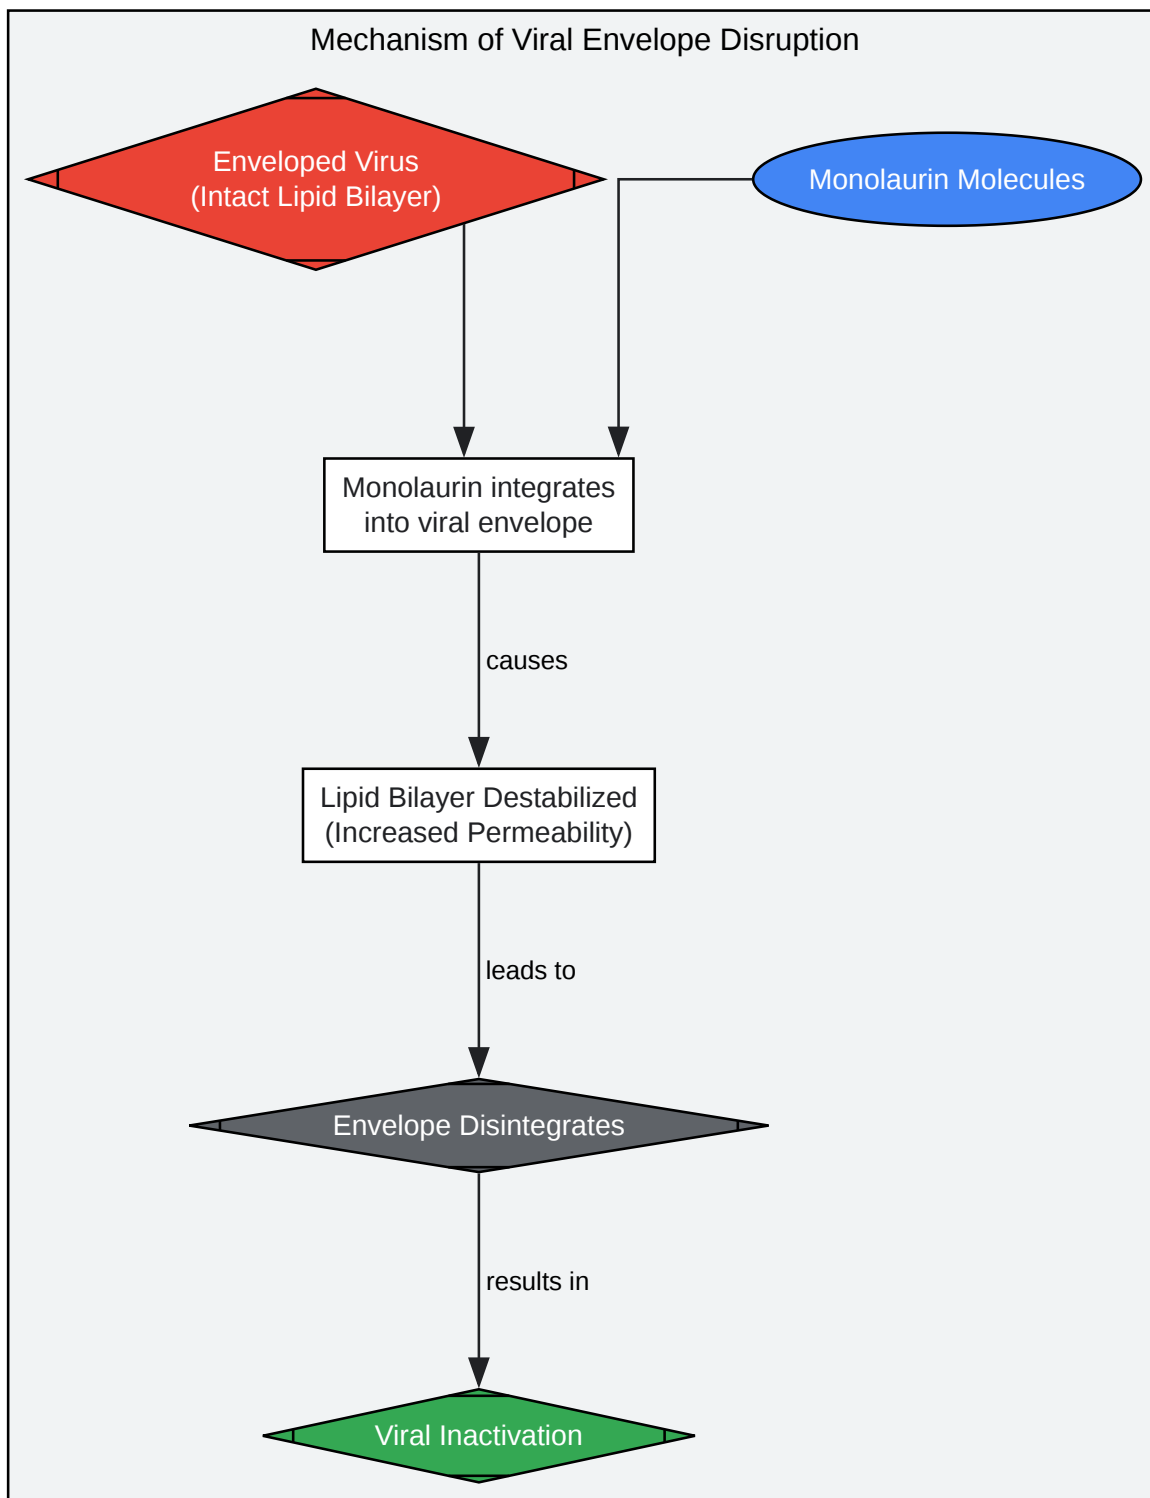 Mechanism of Viral Envelope Disruption
Enveloped Virus
(Intact Lipid Bilayer)
Monolaurin Molecules
Monolaurin integrates
into viral envelope
causes
Lipid Bilayer Destabilized
(Increased Permeability)
leads to
Envelope Disintegrates
results in
Viral Inactivation